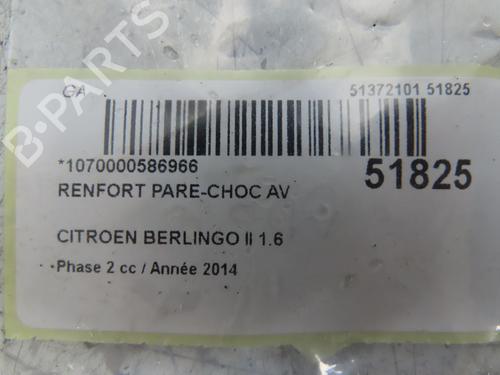 GA
51372101 51825
*1070000586966
51825
RENFORT PARE-CHOC AV
CITROEN BERLINGO II 1.6
Phase 2 cc / Année 2014
B-PARTS